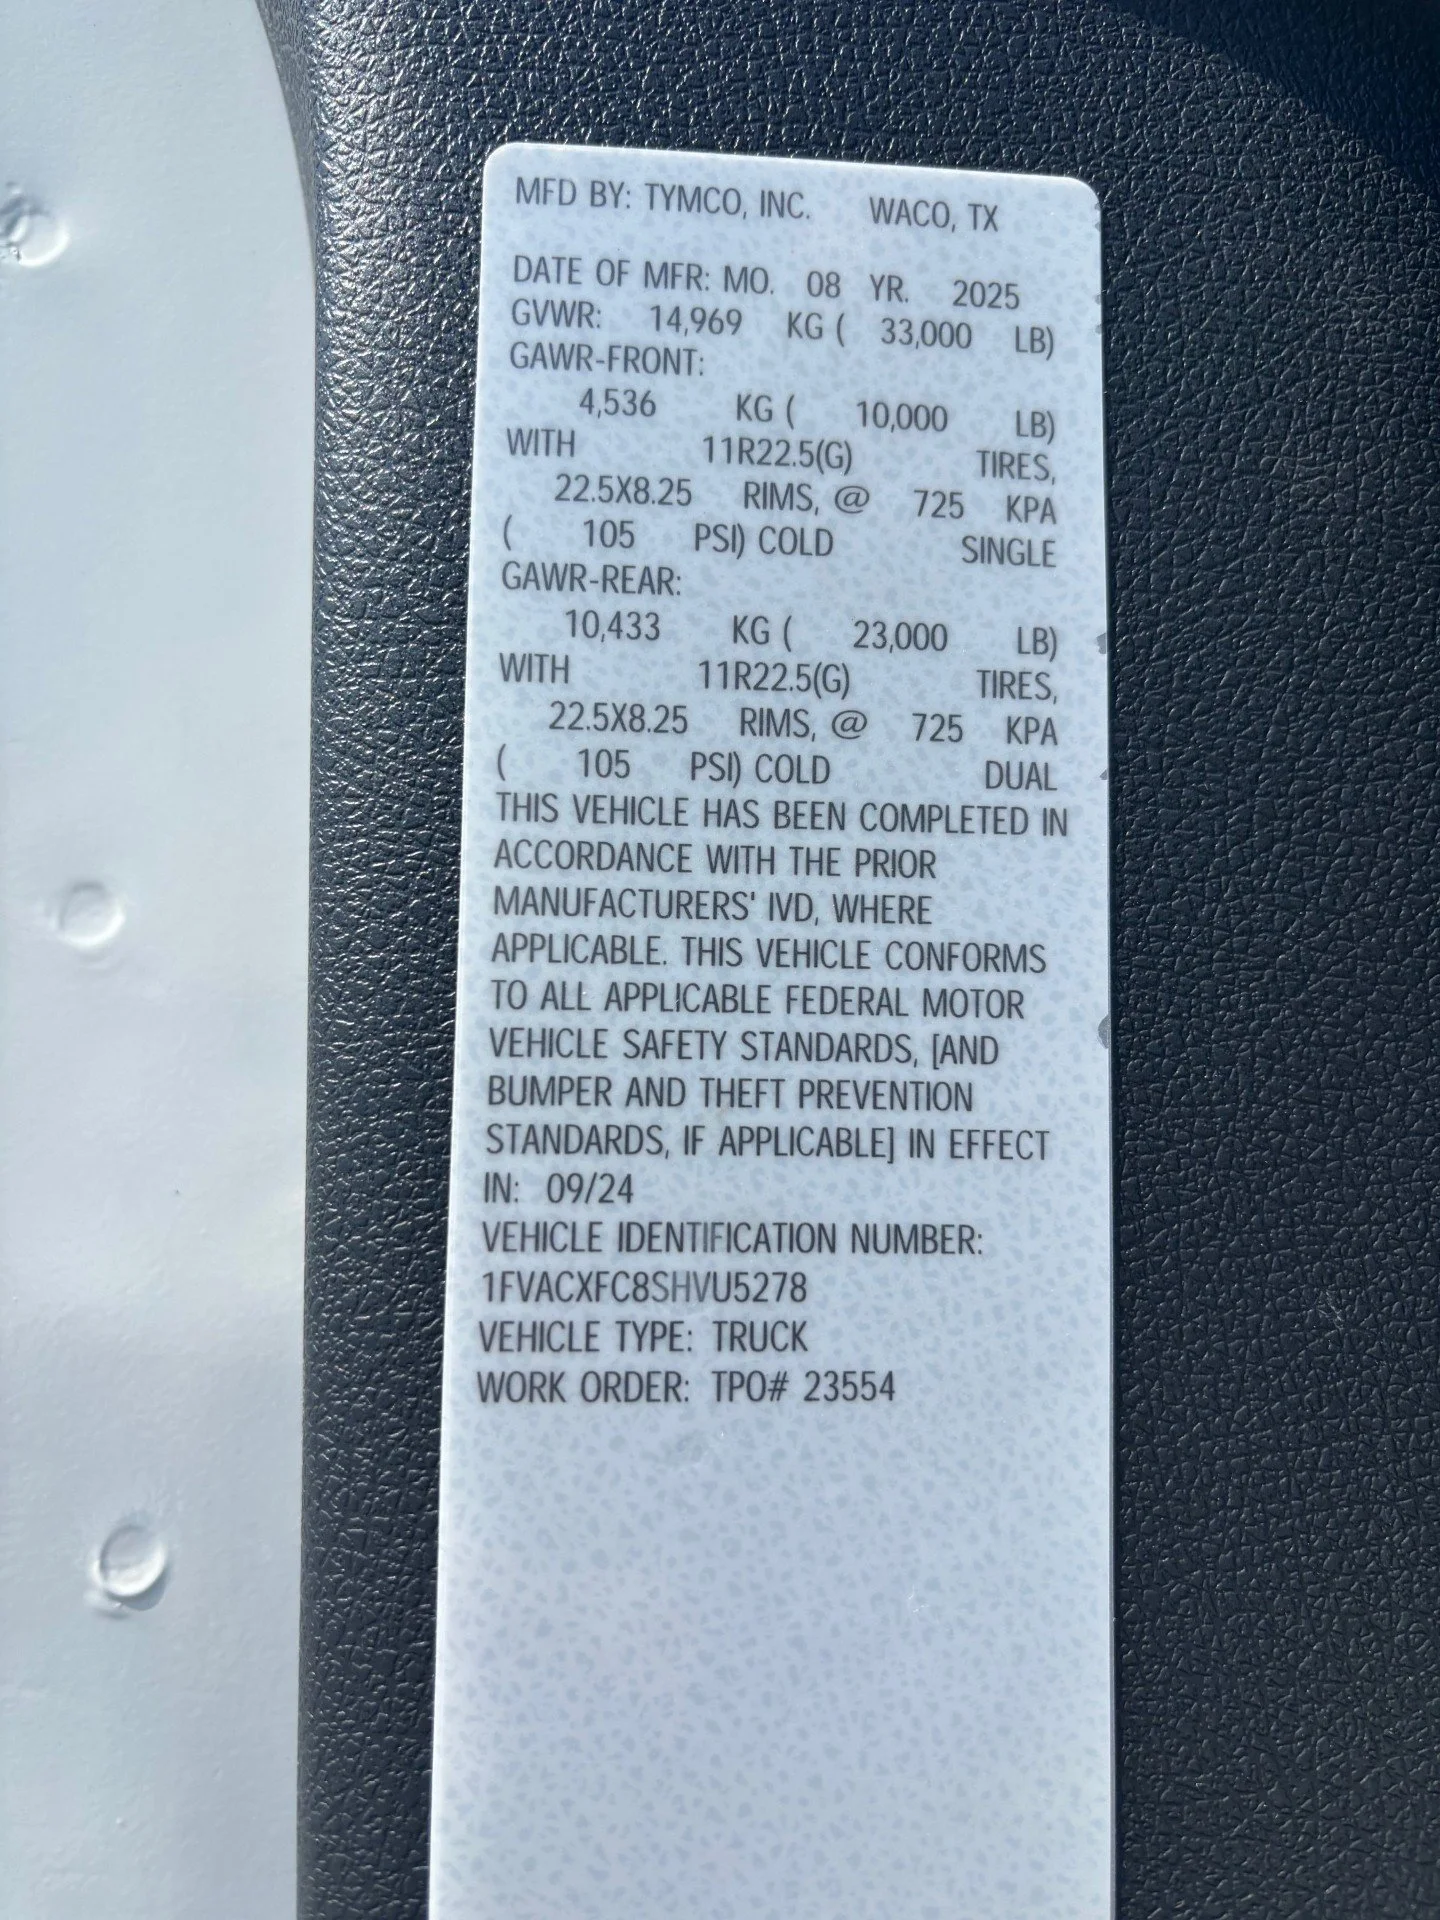 MFD BY: TYMCO, INC. WACO, TX
DATE OF MFR: MO. 08 YR. 2025
GVWR: 14,969 KG ( 33,000 LB)
GAWR-FRONT:
4,536 KG ( 10,000 LB)
WITH 11R22.5(G) TIRES,
22.5X8.25 RIMS, @ 725 KPA
( 105 PSI) COLD SINGLE
GAWR-REAR:
10,433 KG ( 23,000 LB)
WITH 11R22.5(G) TIRES,
22.5X8.25 RIMS, @ 725 KPA
( 105 PSI) COLD DUAL
THIS VEHICLE HAS BEEN COMPLETED IN
ACCORDANCE WITH THE PRIOR
MANUFACTURERS' IVD, WHERE
APPLICABLE. THIS VEHICLE CONFORMS
TO ALL APPLICABLE FEDERAL MOTOR
VEHICLE SAFETY STANDARDS, [AND
BUMPER AND THEFT PREVENTION
STANDARDS, IF APPLICABLE] IN EFFECT
IN: 09/24
VEHICLE IDENTIFICATION NUMBER:
1FVACXFC8SHVU5278
VEHICLE TYPE: TRUCK
WORK ORDER: TPO# 23554